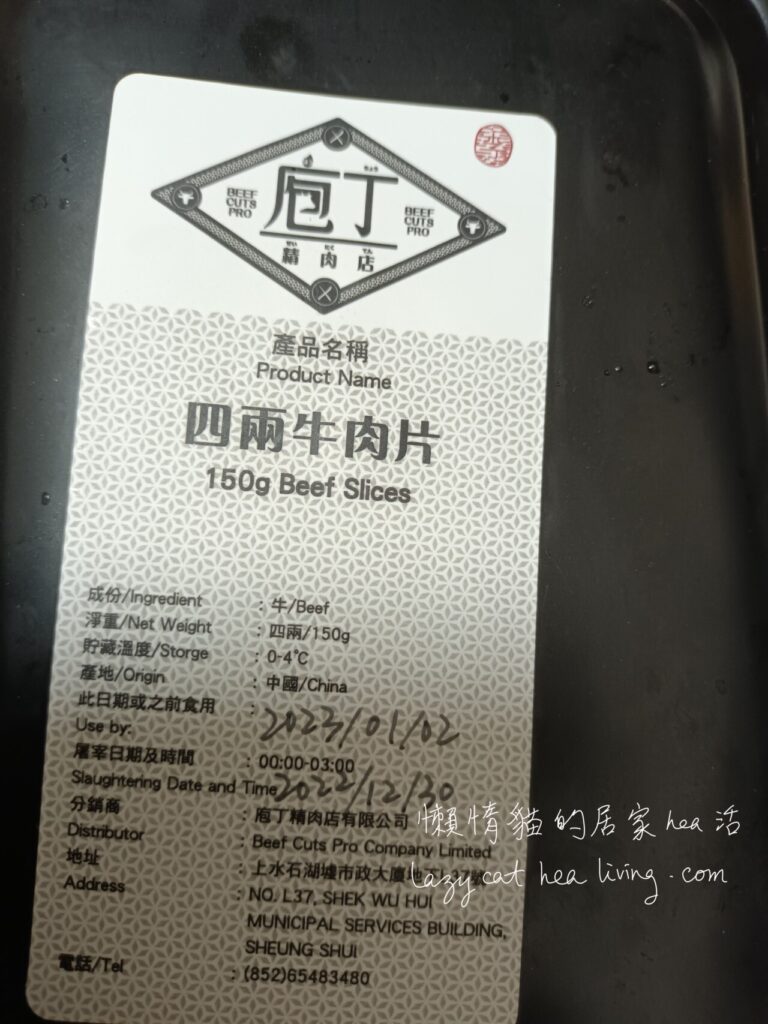 BEEF CUTS PRO
庖丁
BEEF CUTS PRO
精肉店
產品名稱
Product Name
四兩牛肉片
150g Beef Slices
成份/Ingredient : 牛/Beef
淨重/Net Weight : 四兩/150g
貯藏溫度/Storge : 0-4℃
產地/Origin : 中國/China
此日期或之前食用 :
Use by: 2023/01/02
屠宰日期及時間 : 00:00-03:00
Slaughtering Date and Time 2022/12/30
分銷商 : 庖丁精肉店有限公司
Distributor : Beef Cuts Pro Company Limited
地址 : 上水石湖墟市政大廈地下L37號
Address : NO. L37, SHEK WU HUI
MUNICIPAL SERVICES BUILDING,
SHEUNG SHUI
電話/Tel : (852)65483480
懶惰貓的居家hea活
lazy cat hea living.com